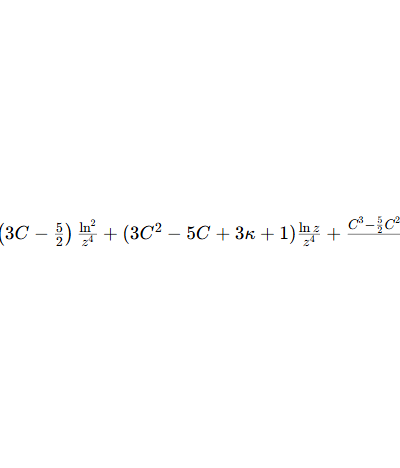 (3C − 5/2) ln²/z⁴ + (3C² − 5C + 3κ + 1) ln z/z⁴ + C³−5/2C²